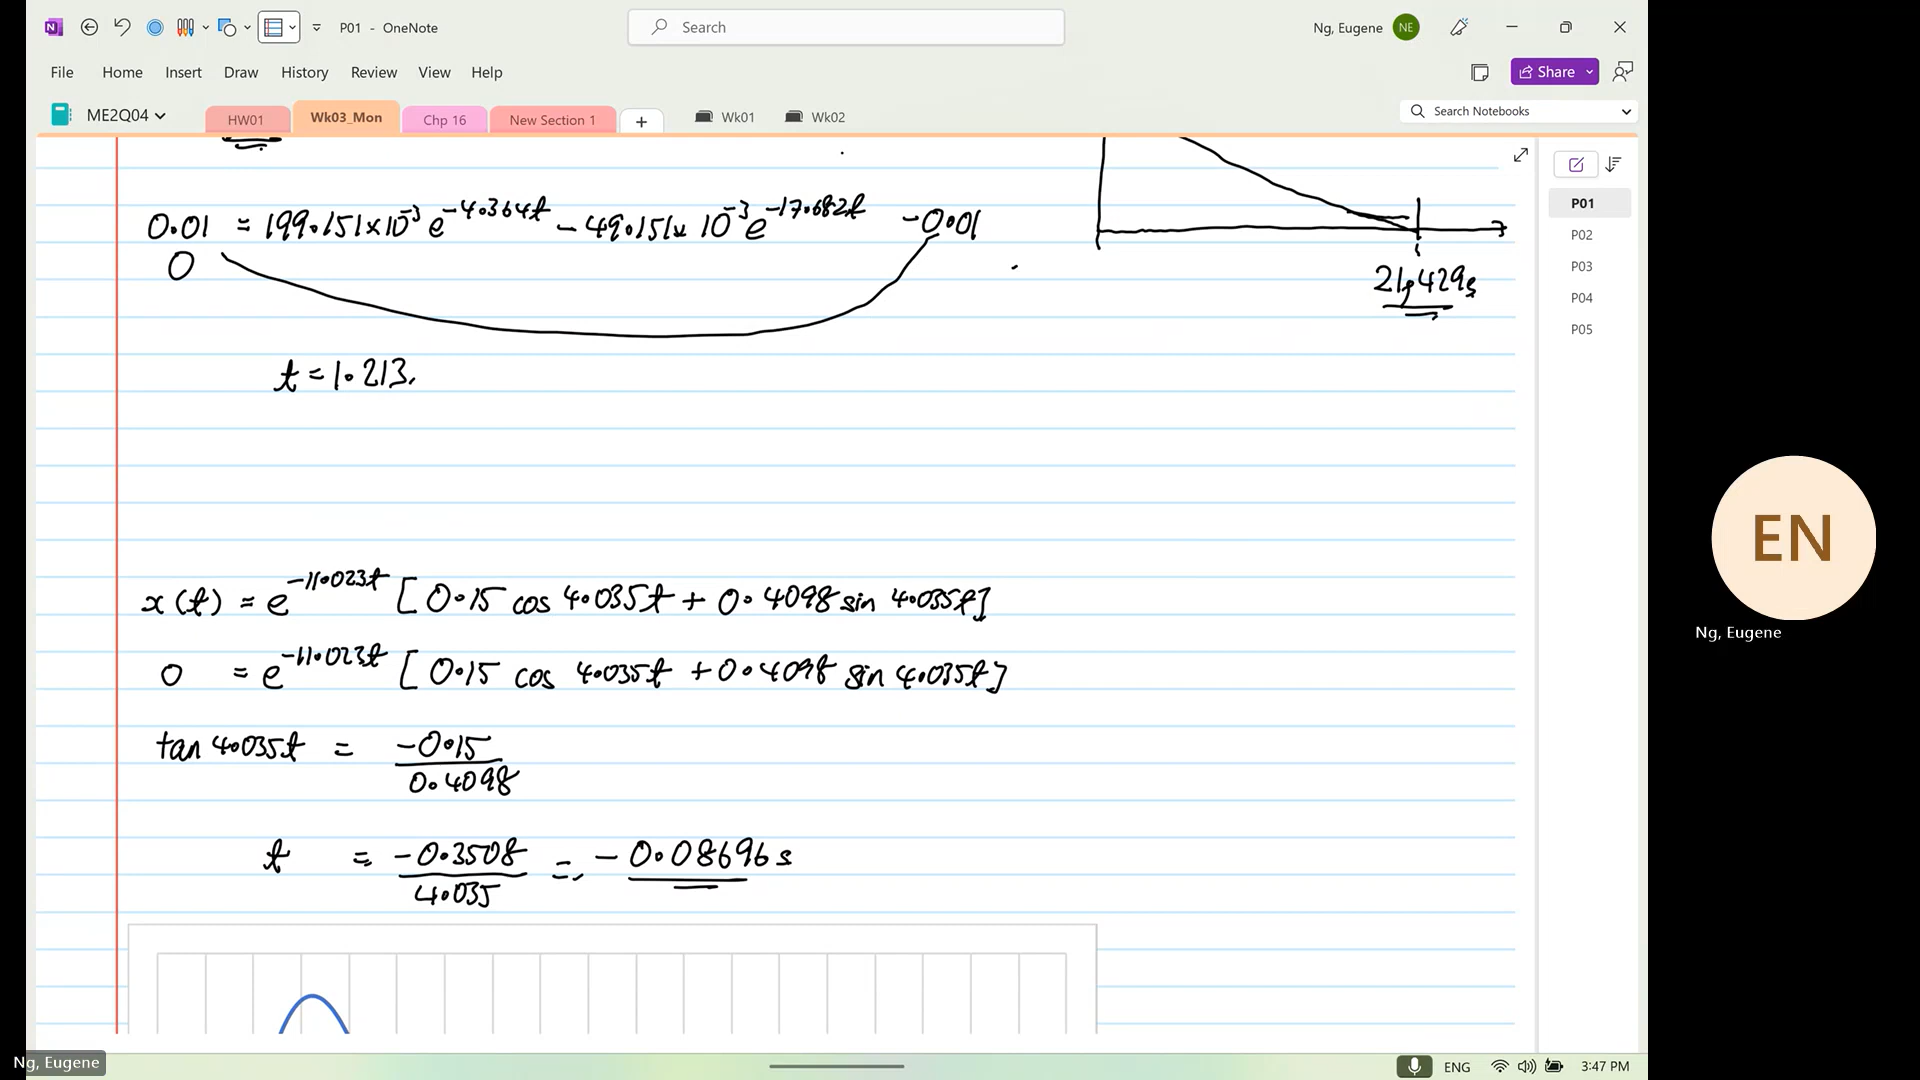 P01 - OneNote
Search
Ng, Eugene
NE
File Home Insert Draw History Review View Help
Share
ME2Q04
HW01
Wk03_Mon
Chp 16
New Section 1
+
Wk01
Wk02
Search Notebooks
P01
P02
P03
P04
P05
0.01 = 199.151×10⁻³ e^-4.364t - 49.151× 10⁻³ e^-17.682t -0.01
0
21.429s
t = 1.213.
x(t) = e^-11.023t [0.15 cos 4.035t + 0.4098 sin 4.035t]
0 = e^-11.023t [0.15 cos 4.035t + 0.4098 sin 4.035t]
tan 4.035t = -0.15 / 0.4098
t = -0.3508 / 4.035 = -0.08696 s
EN
Ng, Eugene
Ng, Eugene
ENG
3:47 PM